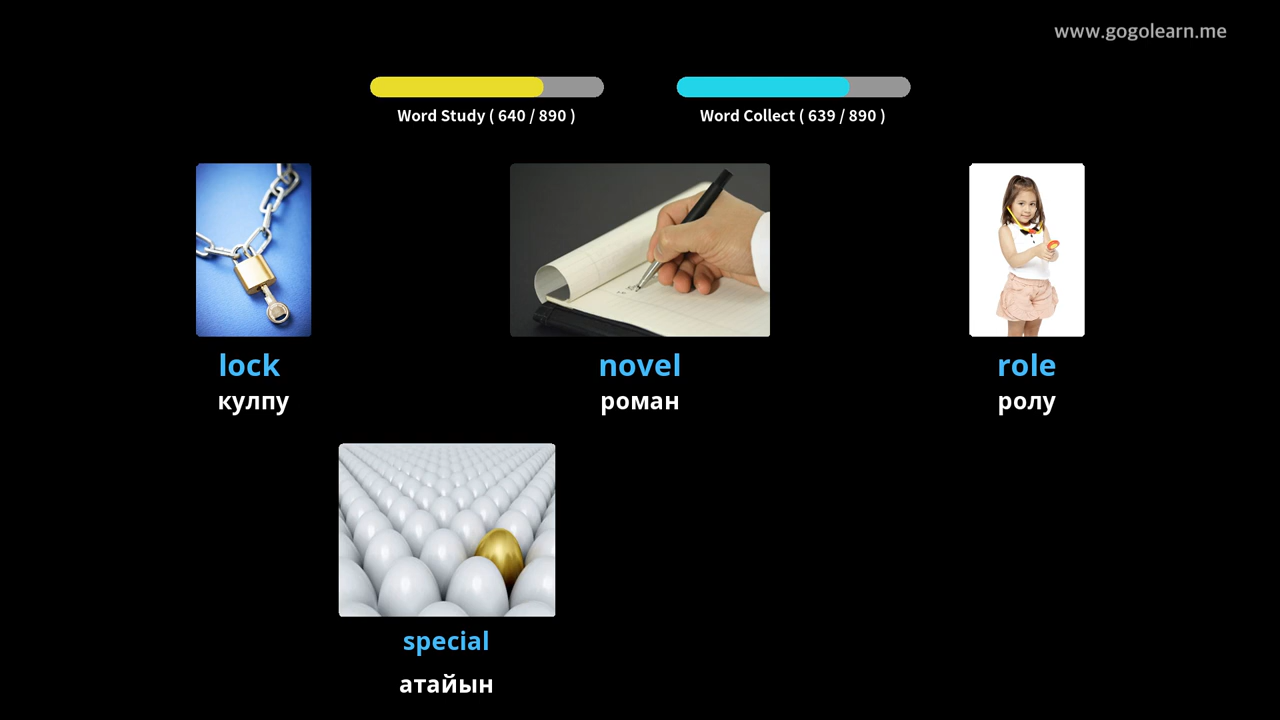 www.gogolearn.me
Word Study ( 640 / 890 )
Word Collect ( 639 / 890 )
lock
кулпу
novel
роман
role
ролу
special
атайын